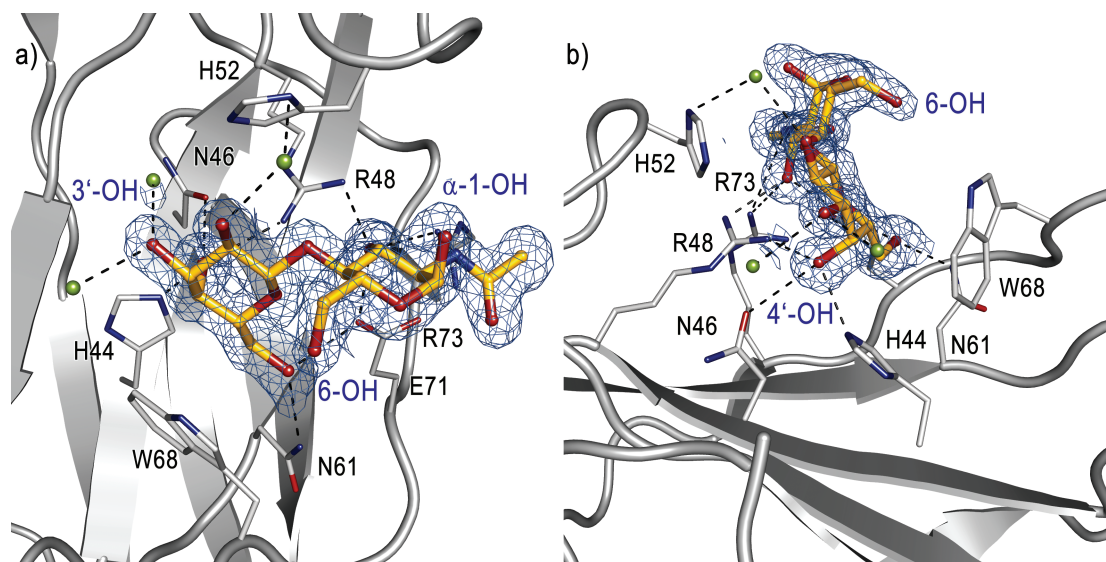 a)
H52
N46
3‘-OH
R48
α-1-OH
H44
R73
6-OH
E71
W68
N61
b)
6-OH
H52
R73
R48
W68
4‘-OH
N46
H44
N61